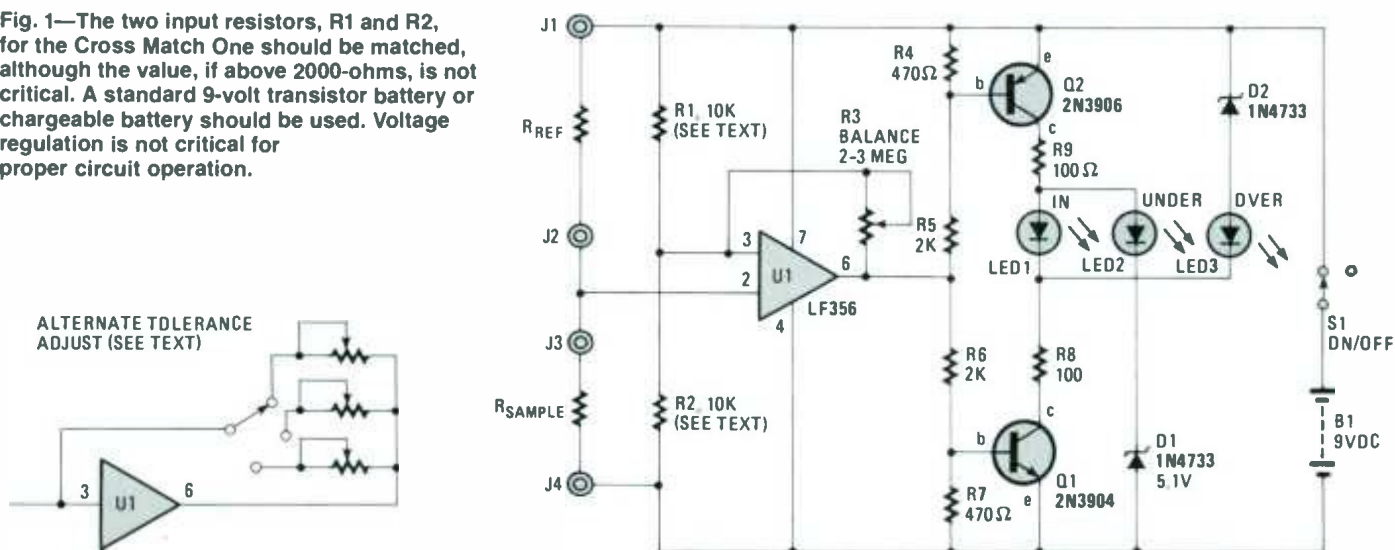 Fig. 1—The two input resistors, R1 and R2,
for the Cross Match One should be matched,
although the value, if above 2000-ohms, is not
critical. A standard 9-volt transistor battery or
chargeable battery should be used. Voltage
regulation is not critical for
proper circuit operation.
J1
RREF
J2
J3
RSAMPLE
J4
R1, 10K
(SEE TEXT)
R2, 10K
(SEE TEXT)
R3
BALANCE
2-3 MEG
3
2
7
6
4
U1
LF356
R4
470Ω
R5
2K
R6
2K
R7
470Ω
b
e
c
Q2
2N3906
R9
100Ω
IN
LED1
UNDER
LED2
DVER
LED3
D2
1N4733
R8
100
b
c
e
Q1
2N3904
D1
1N4733
5.1V
S1
DN/OFF
B1
9VDC
ALTERNATE TDLERANCE
ADJUST (SEE TEXT)
3
U1
6